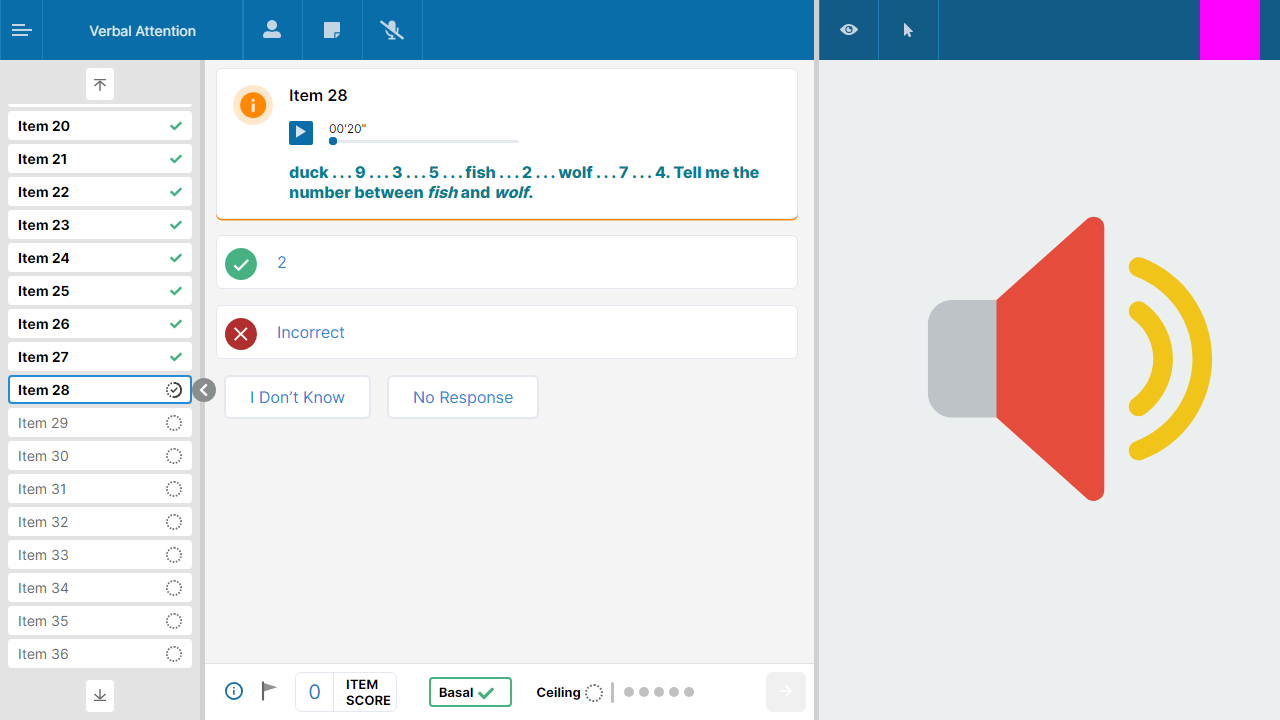 Verbal Attention
Item 20
Item 21
Item 22
Item 23
Item 24
Item 25
Item 26
Item 27
Item 28
Item 29
Item 30
Item 31
Item 32
Item 33
Item 34
Item 35
Item 36
Item 28
00'20"
duck . . . 9 . . . 3 . . . 5 . . . fish . . . 2 . . . wolf . . . 7 . . . 4. Tell me the
number between fish and wolf.
2
Incorrect
I Don’t Know
No Response
0
ITEM
SCORE
Basal
Ceiling